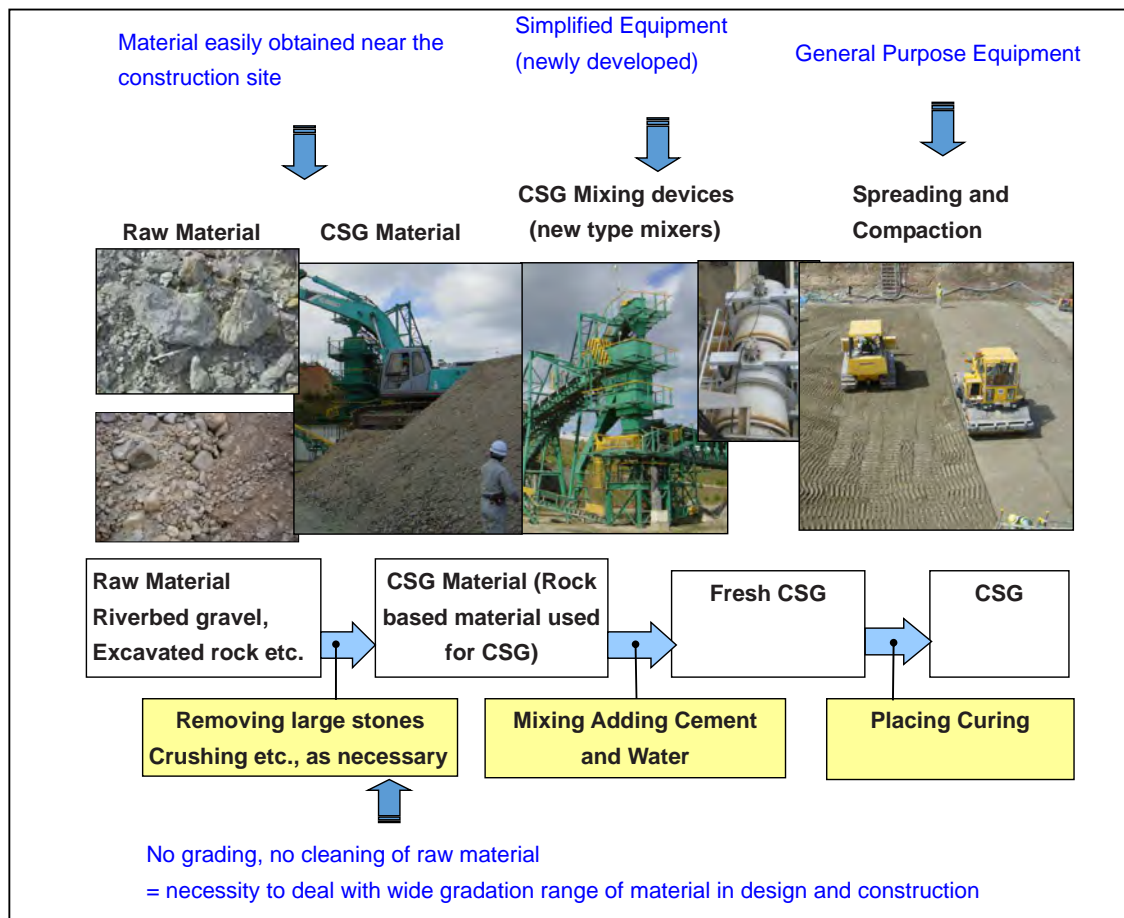 Material easily obtained near the
construction site
Simplified Equipment
(newly developed)
General Purpose Equipment
Raw Material
CSG Material
CSG Mixing devices
(new type mixers)
Spreading and
Compaction
Raw Material
Riverbed gravel,
Excavated rock etc.
CSG Material (Rock
based material used
for CSG)
Fresh CSG
CSG
Removing large stones
Crushing etc., as necessary
Mixing Adding Cement
and Water
Placing Curing
No grading, no cleaning of raw material
= necessity to deal with wide gradation range of material in design and construction